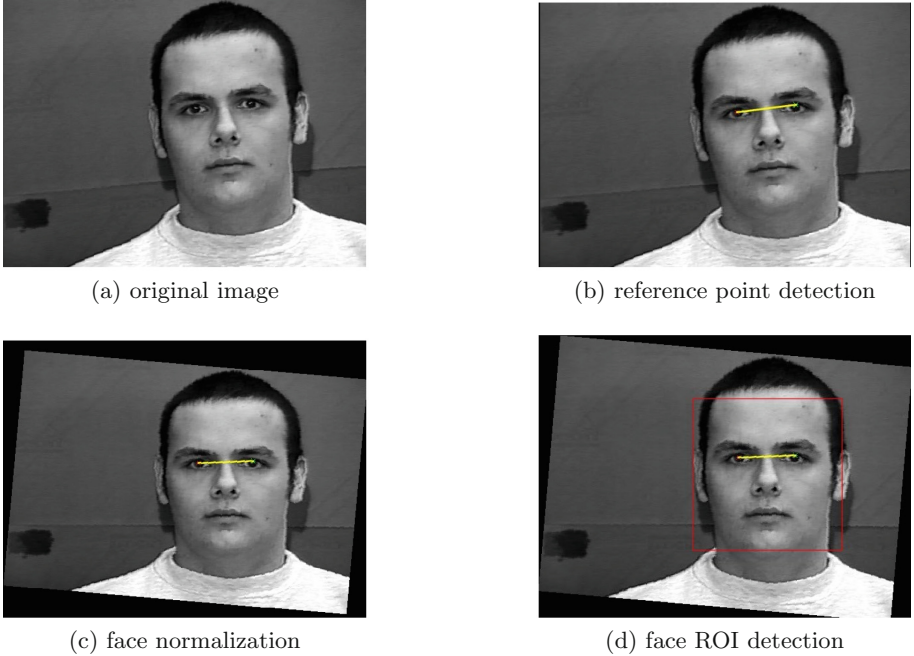 (a) original image
(b) reference point detection
(c) face normalization
(d) face ROI detection